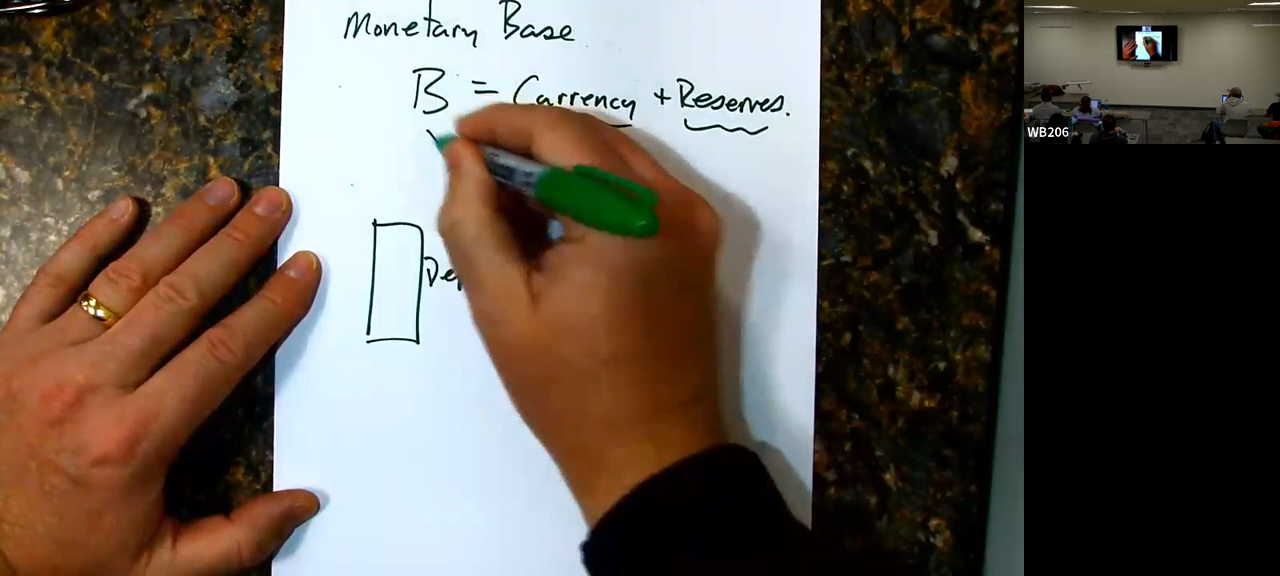 Monetary Base
B = Currency + Reserves.
WB206